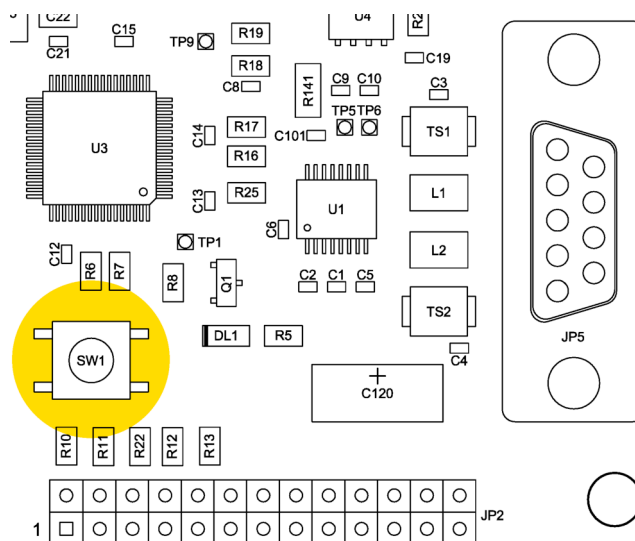 C22
R19
U4
C15
TP9
C21
R18
C19
C8
R141
C9
C10
C3
TP5
TP6
R17
C14
C101
TS1
U3
R16
R25
C13
U1
L1
C6
TP1
C12
R6
R7
R8
Q1
L2
C2
C1
C5
TS2
DL1
R5
JP5
SW1
C4
C120
R10
R11
R22
R12
R13
JP2
1